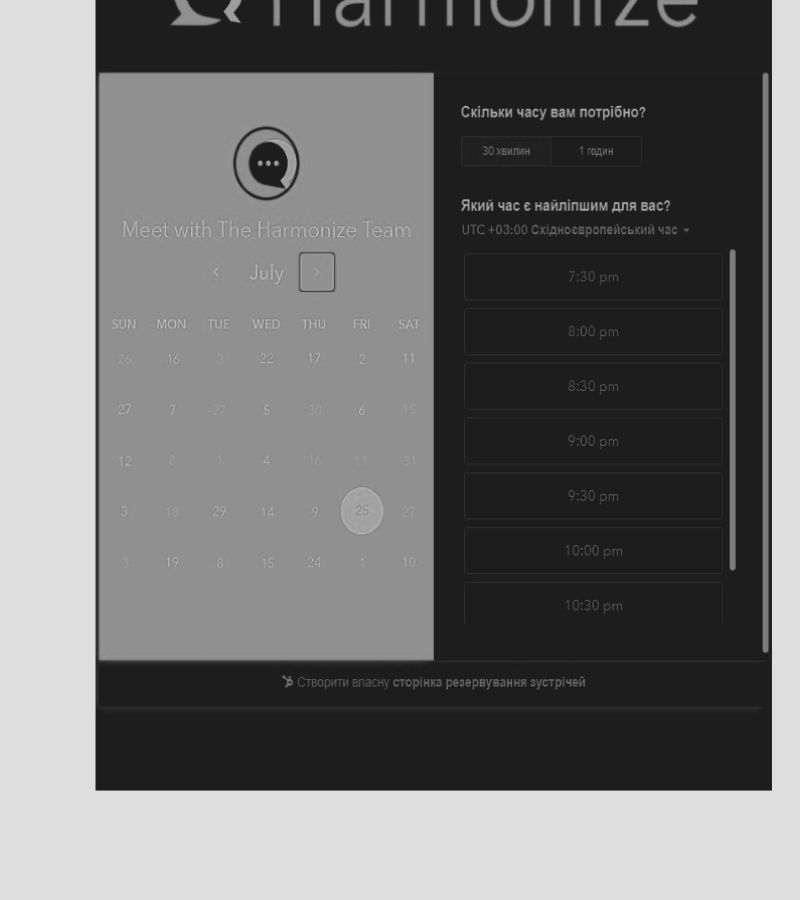 Harmonize
Meet with The Harmonize Team
July
SUN MON TUE WED THU FRI SAT
26 16 3 22 17 2 11
27 7 27 5 30 6 15
12 8 1 4 16 11 31
3 18 29 14 9 25 27
3 19 8 15 24 1 10
Скільки часу вам потрібно?
30 хвилин 1 годин
Який час є найліпшим для вас?
UTC +03:00 Східноєвропейський час
7:30 pm
8:00 pm
8:30 pm
9:00 pm
9:30 pm
10:00 pm
10:30 pm
Створити власну сторінка резервування зустрічей